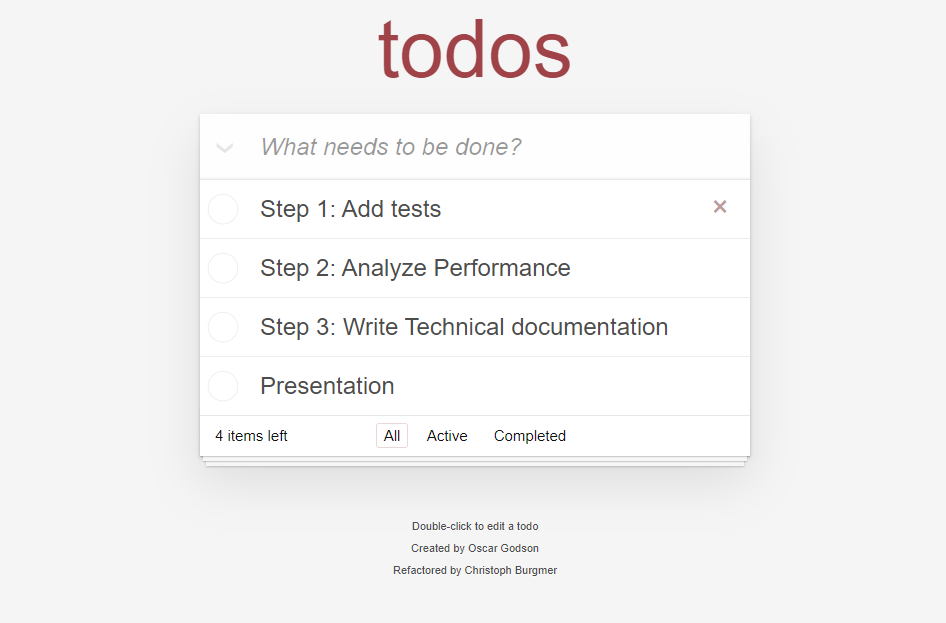 todos
What needs to be done?
Step 1: Add tests
Step 2: Analyze Performance
Step 3: Write Technical documentation
Presentation
4 items left All Active Completed
Double-click to edit a todo
Created by Oscar Godson
Refactored by Christoph Burgmer